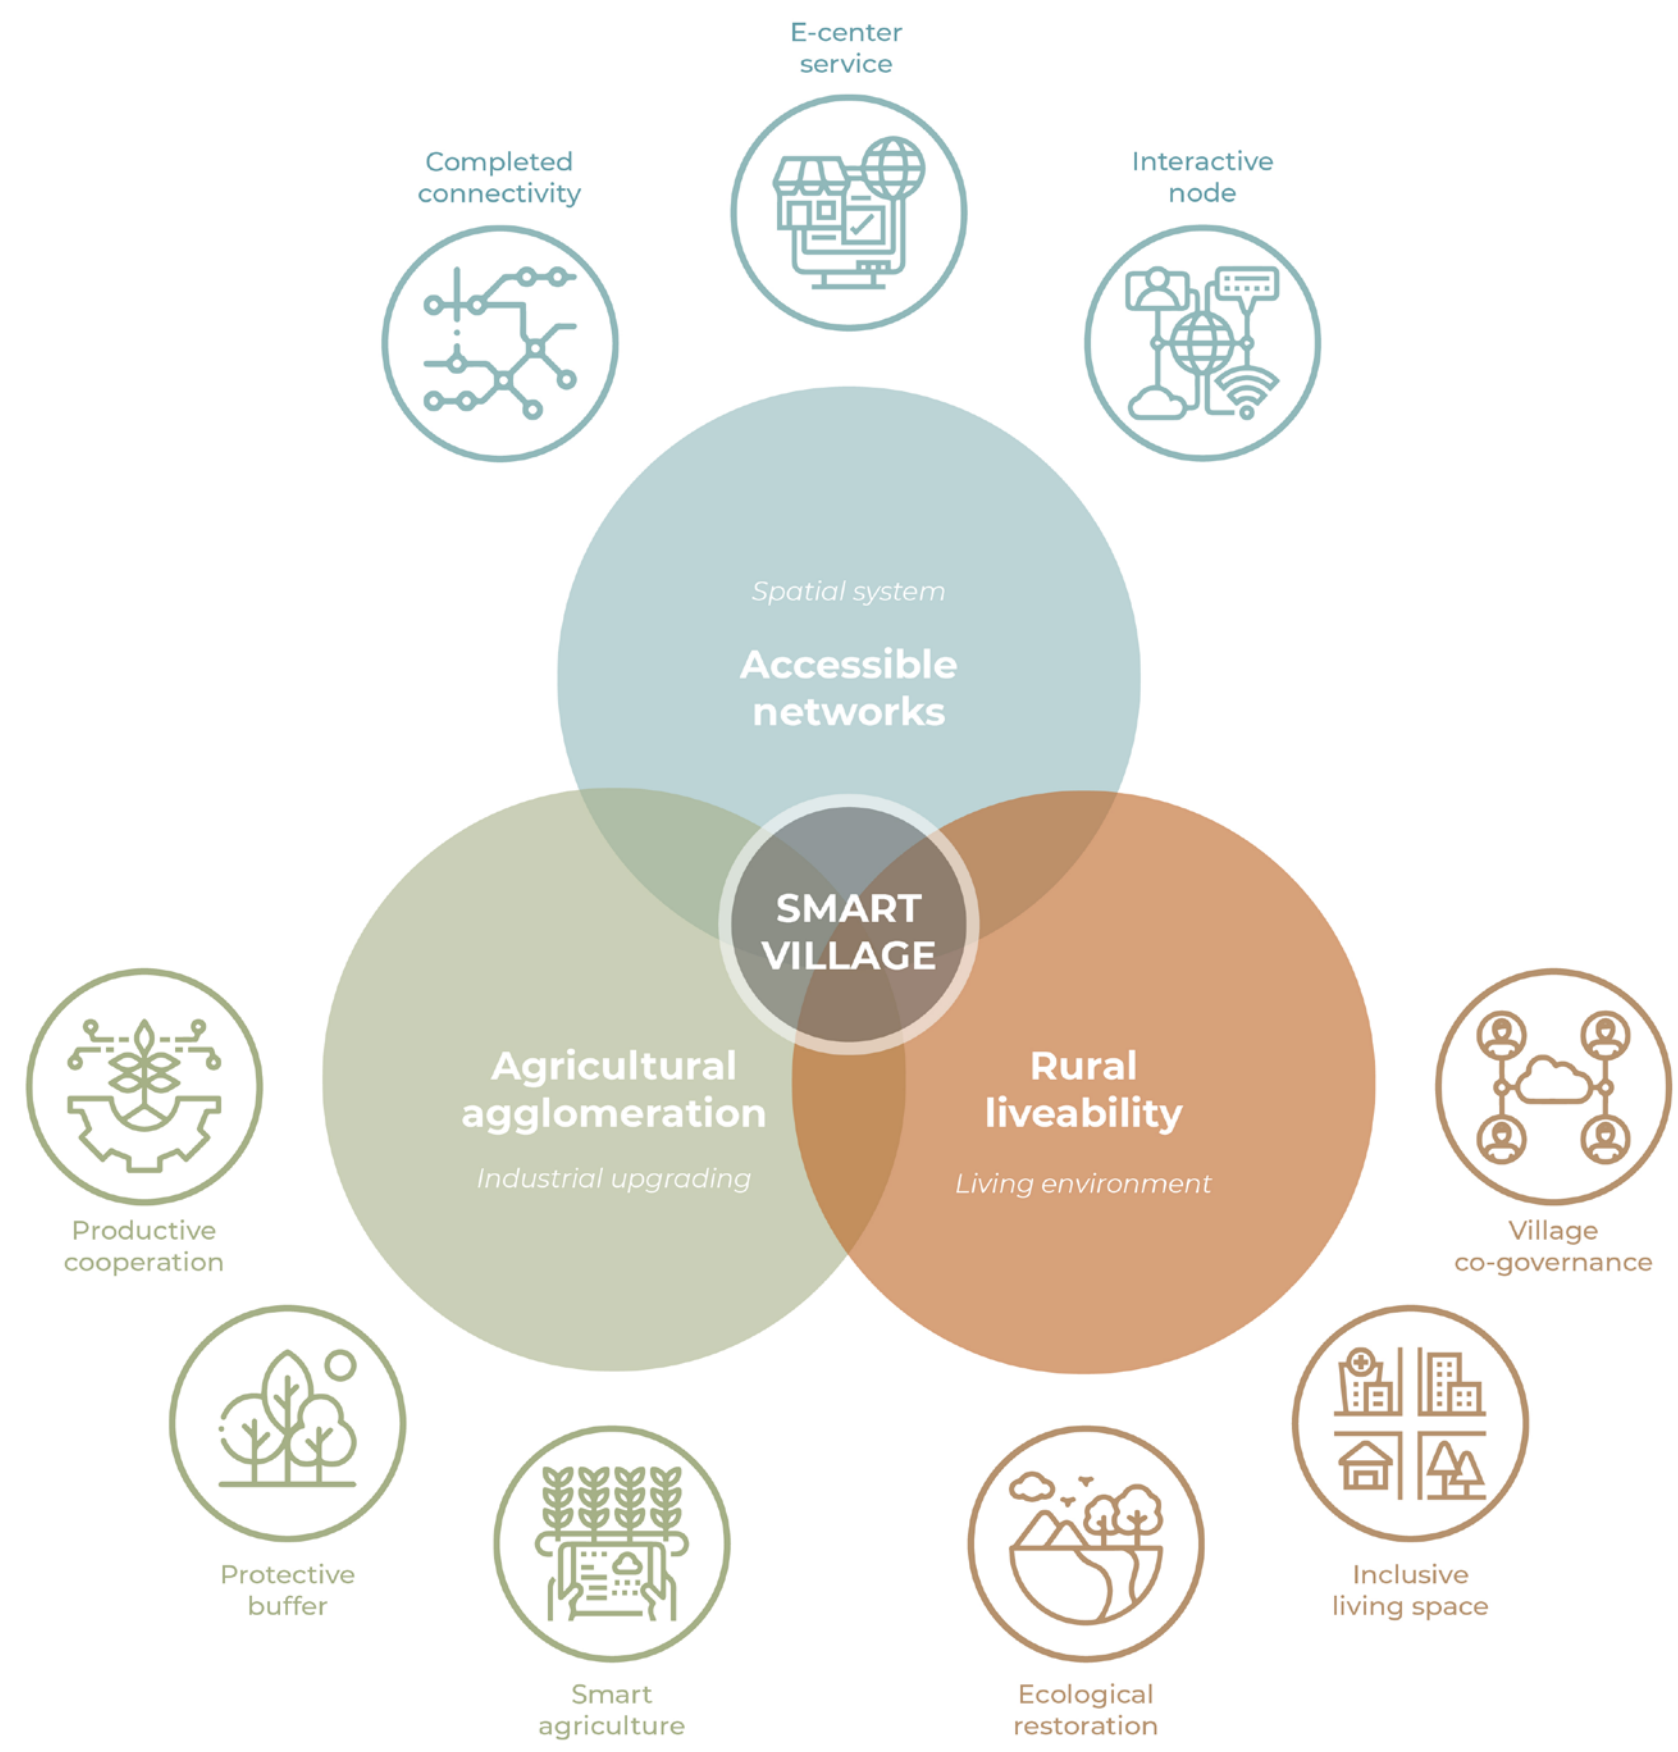 E-center
service
Completed
connectivity
Interactive
node
Spatial system
Accessible
networks
SMART
VILLAGE
Agricultural
agglomeration
Industrial upgrading
Rural
liveability
Living environment
Productive
cooperation
Village
co-governance
Protective
buffer
Inclusive
living space
Smart
agriculture
Ecological
restoration